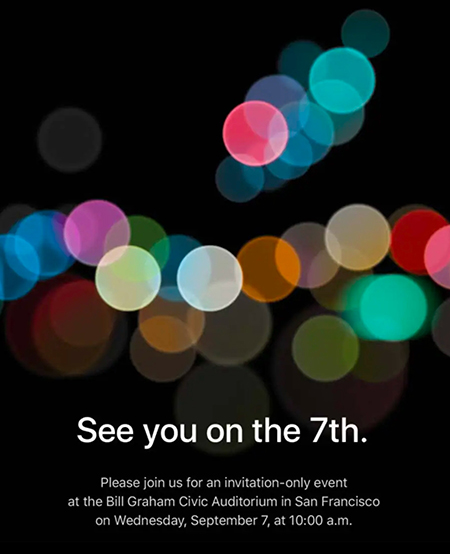 See you on the 7th.
Please join us for an invitation-only event
at the Bill Graham Civic Auditorium in San Francisco
on Wednesday, September 7, at 10:00 a.m.